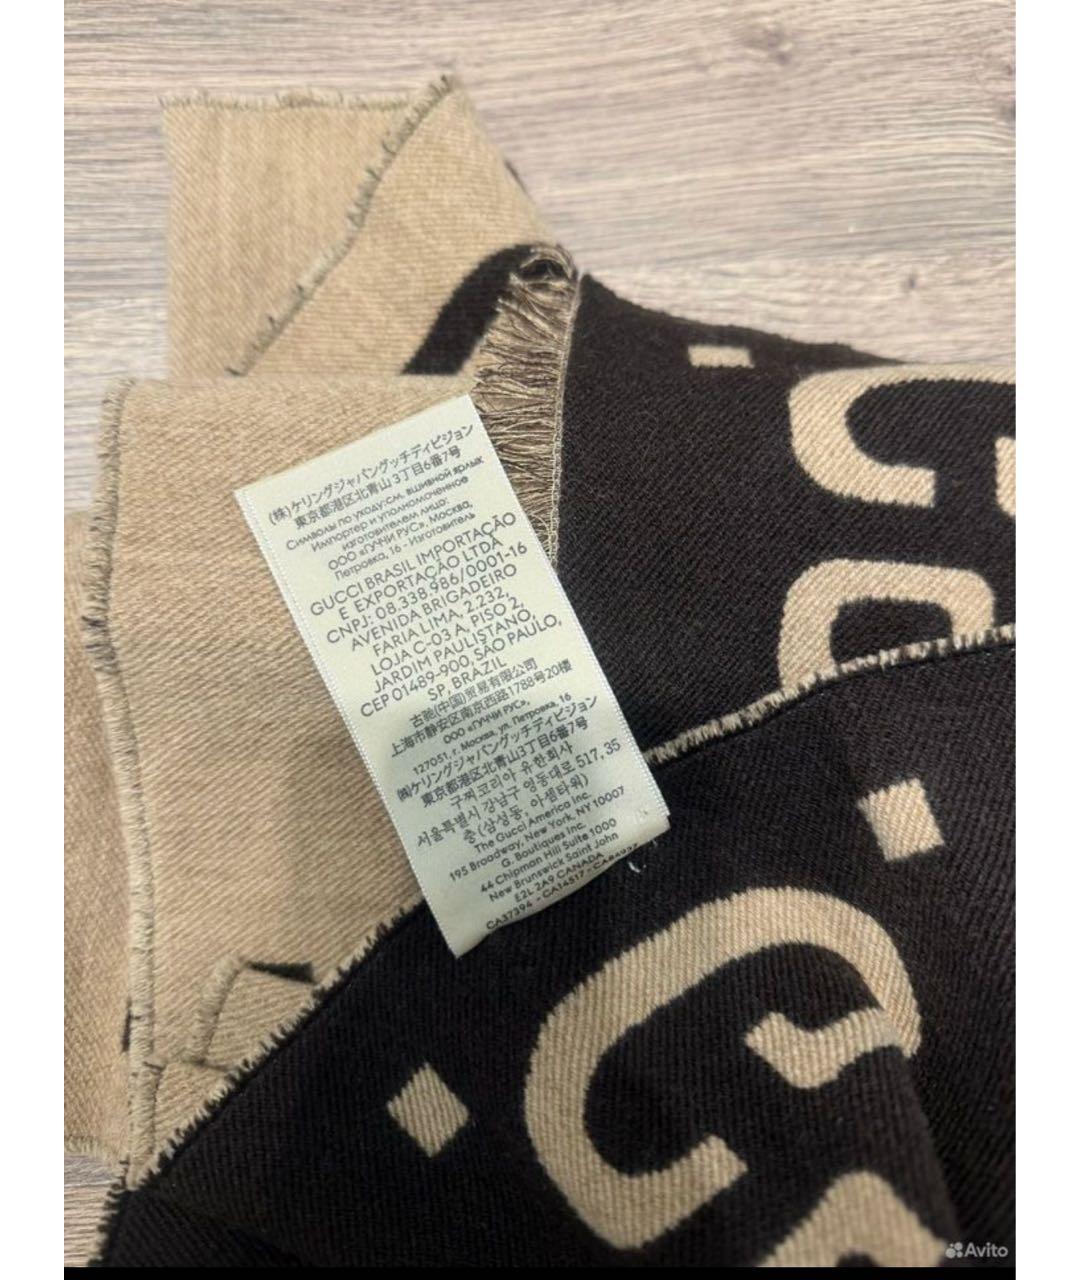 (株)ケリングジャパングッチディビジョン
東京都港区北青山3丁目6番7号
Символы по уходу-см. вшивной ярлык
Импортер и уполномоченное
изготовителем лицо:
ООО «ГУЧЧИ РУС», Москва,
Петровка, 16 - Изготовитель
GUCCI BRASIL IMPORTAÇÃO
E EXPORTAÇÃO LTDA
CNPJ: 08.338.986/0001-16
AVENIDA BRIGADEIRO
FARIA LIMA, 2.232,
LOJA C-03 A, PISO 2,
JARDIM PAULISTANO,
CEP 01489-900, SÃO PAULO,
SP, BRAZIL
古驰(中国)贸易有限公司
上海市静安区南京西路1788号20楼
ООО «ГУЧЧИ РУС»,
127051, г. Москва, ул. Петровка, 16
㈱ケリングジャパングッチディビジョン
東京都港区北青山3丁目6番7号
구찌코리아 유한회사
서울특별시 강남구 영동대로 517, 35
층 (삼성동, 아셈타워)
The Gucci America Inc.
195 Broadway, New York, NY 10007
G. Boutiques Inc.
44 Chipman Hill Suite 1000
New Brunswick Saint John
E2L 2A9 CANADA
CA37394 - CA14517 -
Avito